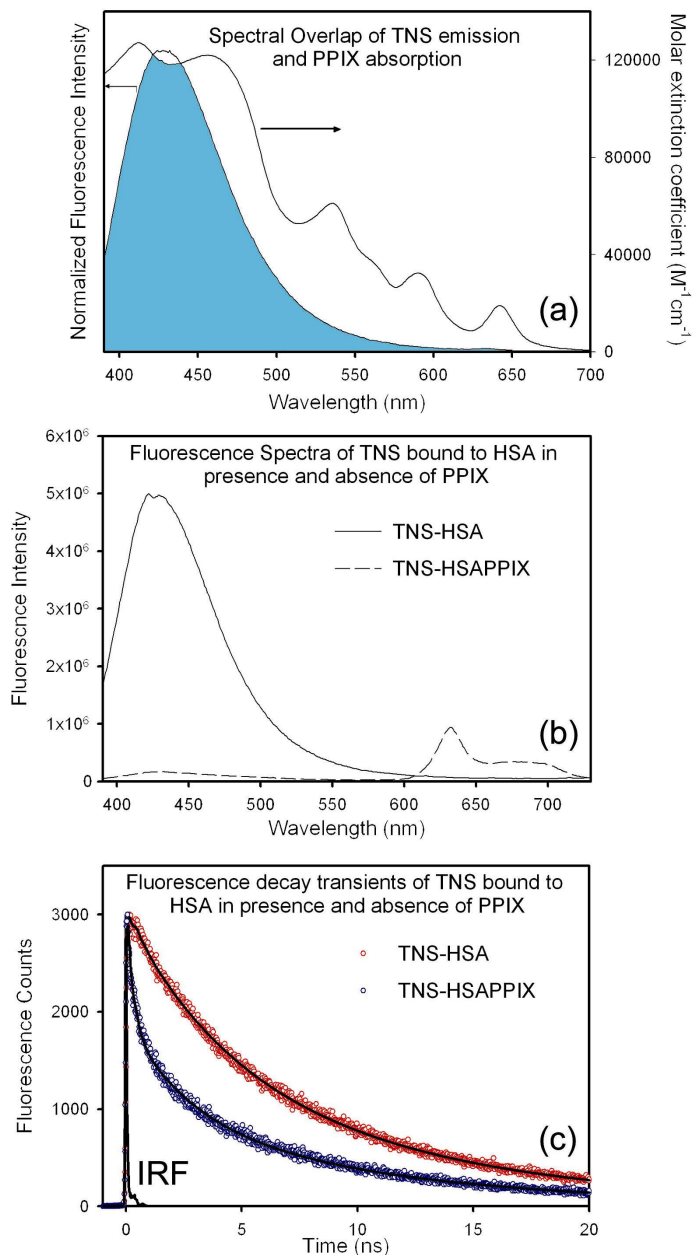 Spectral Overlap of TNS emission
and PPIX absorption
Normalized Fluorescence Intensity
Molar extinction coefficient (M⁻¹cm⁻¹)
120000
80000
40000
0
(a)
400 450 500 550 600 650 700
Wavelength (nm)
Fluorescence Spectra of TNS bound to HSA in
presence and absence of PPIX
TNS-HSA
TNS-HSAPPIX
Fluorescnce Intensity
6x10⁶
5x10⁶
4x10⁶
3x10⁶
2x10⁶
1x10⁶
0
(b)
400 450 500 550 600 650 700
Wavelength (nm)
Fluorescence decay transients of TNS bound to
HSA in presence and absence of PPIX
TNS-HSA
TNS-HSAPPIX
Fluorescence Counts
3000
2000
1000
0
IRF
(c)
0 5 10 15 20
Time (ns)